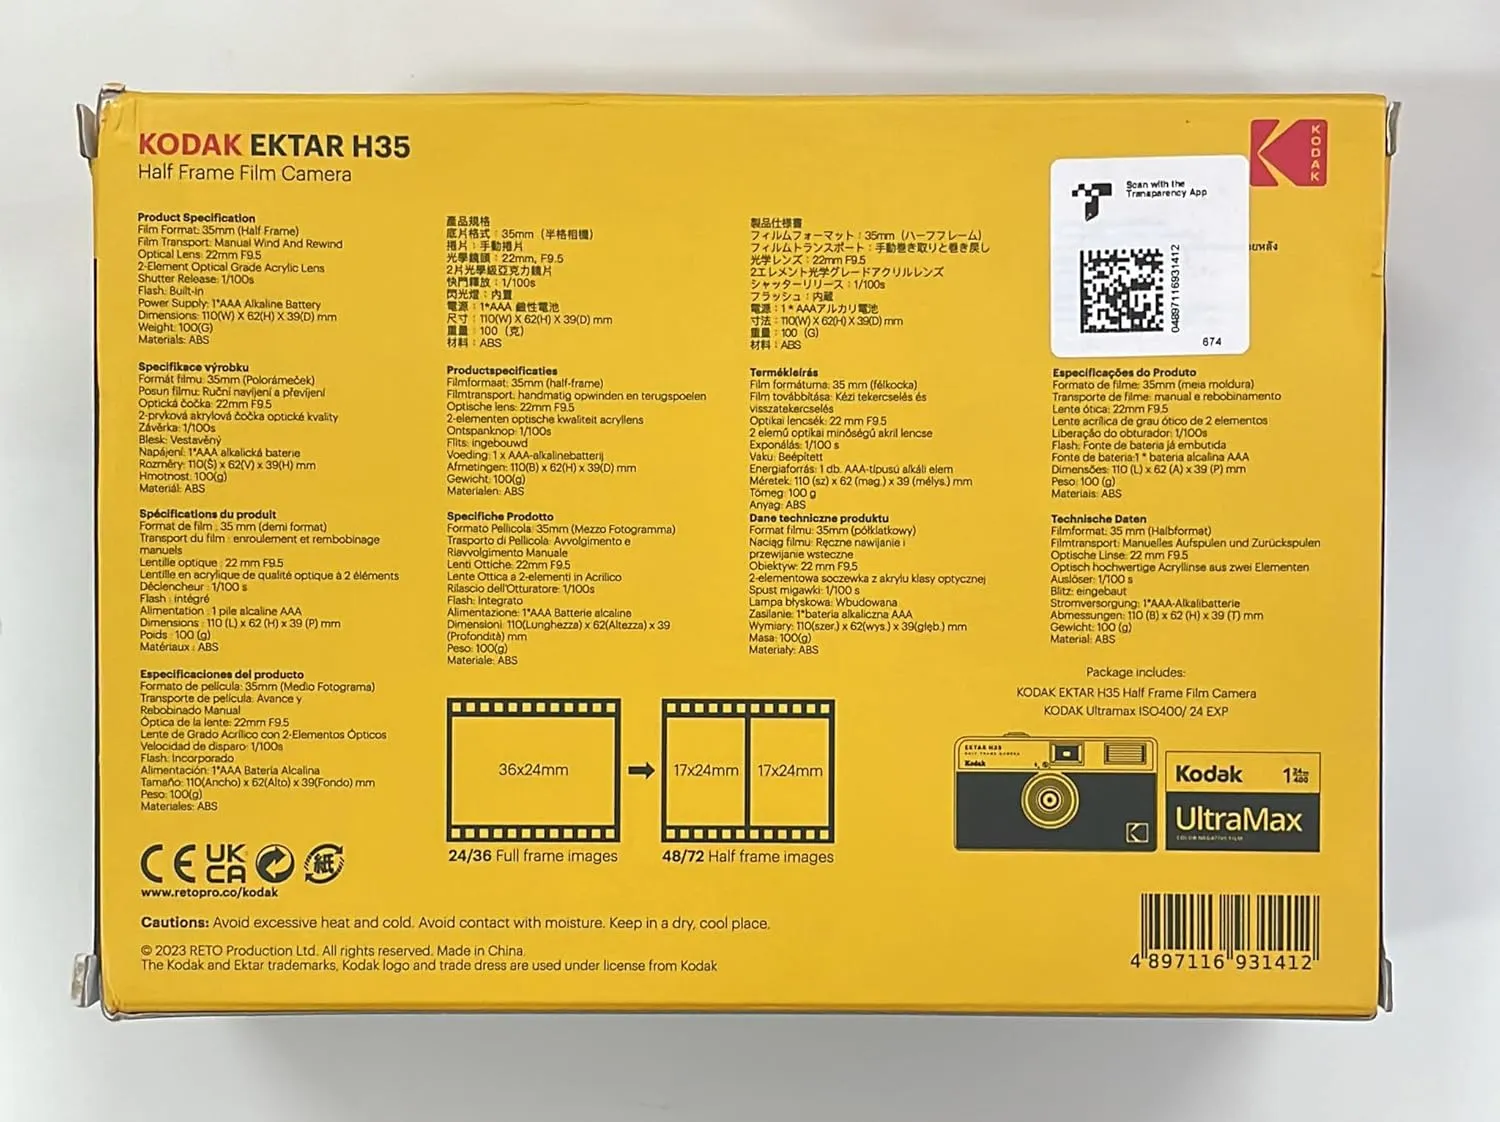 KODAK EKTAR H35
Half Frame Film Camera
KODAK
Scan with the
Transparency App
04897116931412
674
ยหลัง
Product Specification
Film Format: 35mm (Half Frame)
Film Transport: Manual Wind And Rewind
Optical Lens: 22mm F9.5
2-Element Optical Grade Acrylic Lens
Shutter Release: 1/100s
Flash: Built-In
Power Supply: 1*AAA Alkaline Battery
Dimensions: 110(W) X 62(H) X 39(D) mm
Weight: 100(G)
Materials: ABS
產品規格
底片格式：35mm（半格相機）
捲片：手動捲片
光學鏡頭：22mm, F9.5
2片光學級亞克力鏡片
快門釋放：1/100s
閃光燈：內置
電源：1*AAA 鹼性電池
尺寸：110(W) X 62(H) X 39(D) mm
重量：100（克）
材料：ABS
製品仕様書
フィルムフォーマット：35mm（ハーフフレーム）
フィルムトランスポート：手動巻き取りと巻き戻し
光学レンズ：22mm F9.5
2エレメント光学グレードアクリルレンズ
シャッターリリース：1/100s
フラッシュ：内蔵
電源：1*AAAアルカリ電池
寸法：110(W) X 62(H) X 39(D) mm
重量：100 (G)
材料：ABS
Specifikace výrobku
Formát filmu: 35mm (Polorámeček)
Posun filmu: Ruční navíjení a převíjení
Optická čočka: 22mm F9.5
2-prvková akrylová čočka optické kvality
Závěrka: 1/100s
Blesk: Vestavěný
Napájení: 1*AAA alkalická baterie
Rozměry: 110(Š) x 62(V) x 39(H) mm
Hmotnost: 100(g)
Materiál: ABS
Productspecificaties
Filmformaat: 35mm (half-frame)
Filmtransport: handmatig opwinden en terugspoelen
Optische lens: 22mm F9.5
2-elementen optische kwaliteit acryllens
Ontspanknop: 1/100s
Flits: ingebouwd
Voeding: 1 x AAA-alkalinebatterij
Afmetingen: 110(B) x 62(H) x 39(D) mm
Gewicht: 100(g)
Materialen: ABS
Termékleírás
Film formátuma: 35 mm (félkocka)
Film továbbítása: Kézi tekercselés és
visszatekercselés
Optikai lencsék: 22 mm F9.5
2 elemű optikai minőségű akril lencse
Exponálás: 1/100 s
Vaku: Beépített
Energiaforrás: 1 db. AAA-típusú alkáli elem
Méretek: 110 (sz) x 62 (mag.) x 39 (mélys.) mm
Tömeg: 100 g
Anyag: ABS
Especificações do Produto
Formato de filme: 35mm (meia moldura)
Transporte de filme: manual e rebobinamento
Lente ótica: 22mm F9.5
Lente acrílica de grau ótico de 2 elementos
Liberação do obturador: 1/100s
Flash: Fonte de bateria já embutida
Fonte de bateria:1 * bateria alcalina AAA
Dimensões: 110 (L) x 62 (A) x 39 (P) mm
Peso: 100 (g)
Materiais: ABS
Spécifications du produit
Format de film : 35 mm (demi format)
Transport du film : enroulement et rembobinage
manuels
Lentille optique : 22 mm F9.5
Lentille en acrylique de qualité optique à 2 éléments
Déclencheur : 1/100 s
Flash : intégré
Alimentation : 1 pile alcaline AAA
Dimensions : 110 (L) x 62 (H) x 39 (P) mm
Poids : 100 (g)
Matériaux : ABS
Specifiche Prodotto
Formato Pellicola: 35mm (Mezzo Fotogramma)
Trasporto di Pellicola: Avvolgimento e
Riavvolgimento Manuale
Lenti Ottiche: 22mm F9.5
Lente Ottica a 2-elementi in Acrilico
Rilascio dell'Otturatore: 1/100s
Flash: Integrato
Alimentazione: 1*AAA Batterie alcaline
Dimensioni: 110(Lunghezza) x 62(Altezza) x 39
(Profondità) mm
Peso: 100(g)
Materiale: ABS
Dane techniczne produktu
Format filmu: 35mm (półklatkowy)
Naciąg filmu: Ręczne nawijanie i
przewijanie wsteczne
Obiektyw: 22 mm F9,5
2-elementowa soczewka z akrylu klasy optycznej
Spust migawki: 1/100 s
Lampa błyskowa: Wbudowana
Zasilanie: 1*bateria alkaliczna AAA
Wymiary: 110(szer.) x 62(wys.) x 39(głęb.) mm
Masa: 100(g)
Materiały: ABS
Technische Daten
Filmformat: 35 mm (Halbformat)
Filmtransport: Manuelles Aufspulen und Zurückspulen
Optische Linse: 22 mm F9.5
Optisch hochwertige Acryllinse aus zwei Elementen
Auslöser: 1/100 s
Blitz: eingebaut
Stromversorgung: 1*AAA-Alkalibatterie
Abmessungen: 110 (B) x 62 (H) x 39 (T) mm
Gewicht: 100 (g)
Material: ABS
Especificaciones del producto
Formato de película: 35mm (Medio Fotograma)
Transporte de película: Avance y
Rebobinado Manual
Óptica de la lente: 22mm F9.5
Lente de Grado Acrílico con 2-Elementos Ópticos
Velocidad de disparo: 1/100s
Flash: Incorporado
Alimentación: 1*AAA Batería Alcalina
Tamaño: 110(Ancho) x 62(Alto) x 39(Fondo) mm
Peso: 100(g)
Materiales: ABS
36x24mm
17x24mm
17x24mm
24/36 Full frame images
48/72 Half frame images
Package includes:
KODAK EKTAR H35 Half Frame Film Camera
KODAK Ultramax ISO400/ 24 EXP
EKTAR H35
HALF FRAME CAMERA
Kodak
Kodak
1 24 400
UltraMax
COLOR NEGATIVE FILM
CE UK CA 紙
www.retopro.co/kodak
Cautions: Avoid excessive heat and cold. Avoid contact with moisture. Keep in a dry, cool place.
© 2023 RETO Production Ltd. All rights reserved. Made in China.
The Kodak and Ektar trademarks, Kodak logo and trade dress are used under license from Kodak
4 897116 931412